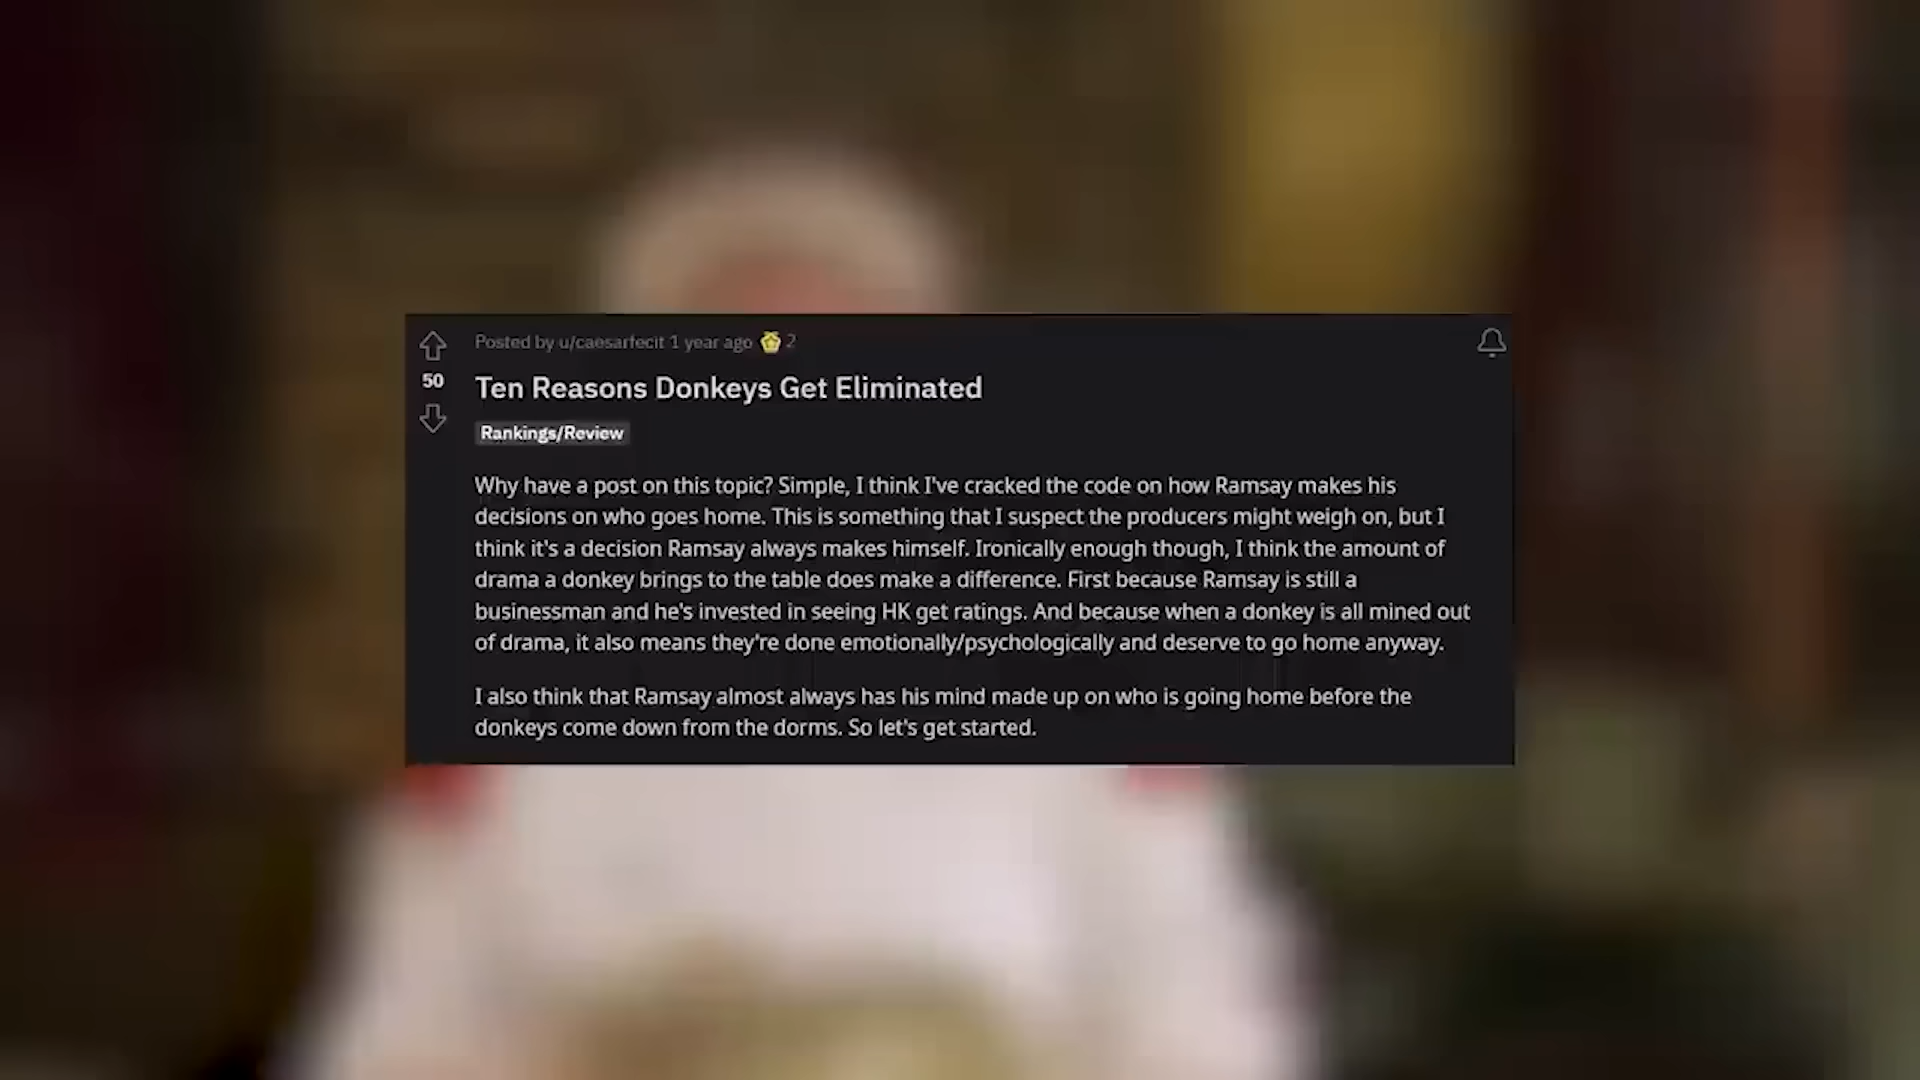 Posted by u/caesarfecit 1 year ago 2
50
Ten Reasons Donkeys Get Eliminated
Rankings/Review
Why have a post on this topic? Simple, I think I've cracked the code on how Ramsay makes his
decisions on who goes home. This is something that I suspect the producers might weigh on, but I
think it's a decision Ramsay always makes himself. Ironically enough though, I think the amount of
drama a donkey brings to the table does make a difference. First because Ramsay is still a
businessman and he's invested in seeing HK get ratings. And because when a donkey is all mined out
of drama, it also means they're done emotionally/psychologically and deserve to go home anyway.
I also think that Ramsay almost always has his mind made up on who is going home before the
donkeys come down from the dorms. So let's get started.